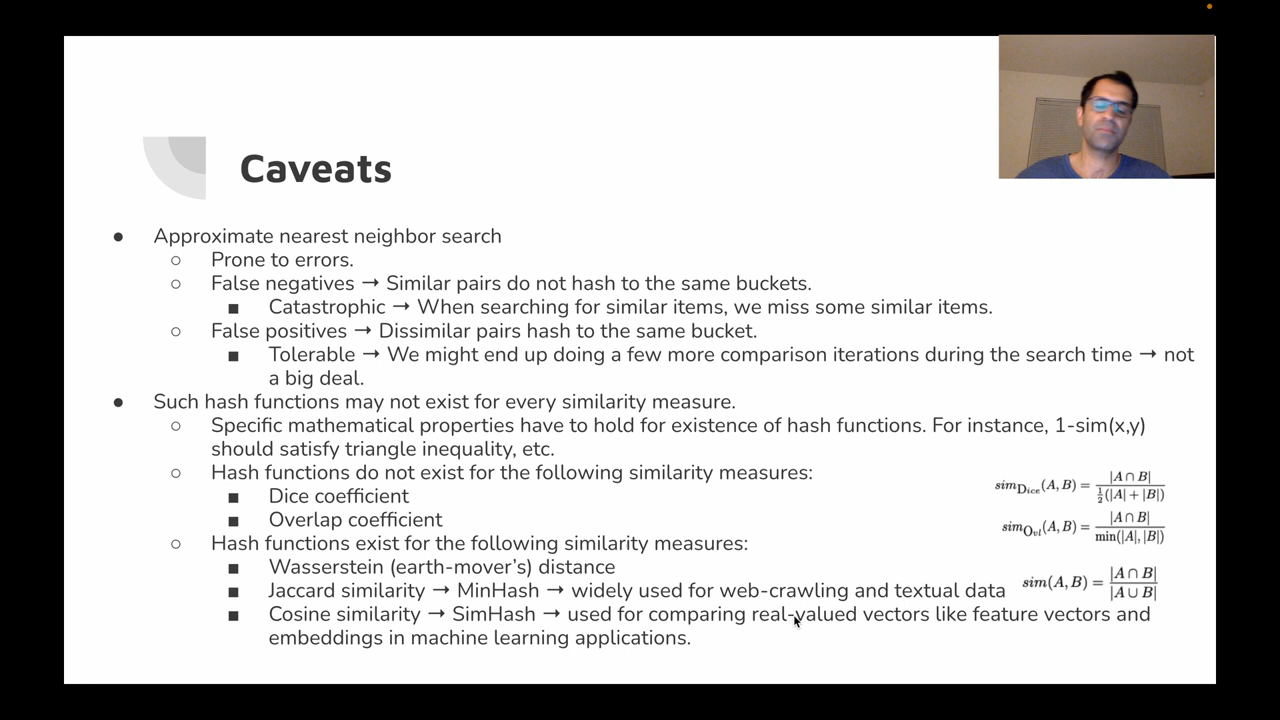 Caveats
● Approximate nearest neighbor search
○ Prone to errors.
○ False negatives → Similar pairs do not hash to the same buckets.
■ Catastrophic → When searching for similar items, we miss some similar items.
○ False positives → Dissimilar pairs hash to the same bucket.
■ Tolerable → We might end up doing a few more comparison iterations during the search time → not
a big deal.
● Such hash functions may not exist for every similarity measure.
○ Specific mathematical properties have to hold for existence of hash functions. For instance, 1-sim(x,y)
should satisfy triangle inequality, etc.
○ Hash functions do not exist for the following similarity measures:
■ Dice coefficient
■ Overlap coefficient
○ Hash functions exist for the following similarity measures:
■ Wasserstein (earth-mover's) distance
■ Jaccard similarity → MinHash → widely used for web-crawling and textual data
■ Cosine similarity → SimHash → used for comparing real-valued vectors like feature vectors and
embeddings in machine learning applications.
sim_Dice(A, B) = |A ∩ B| / ½(|A| + |B|)
sim_Ovl(A, B) = |A ∩ B| / min(|A|, |B|)
sim(A, B) = |A ∩ B| / |A ∪ B|